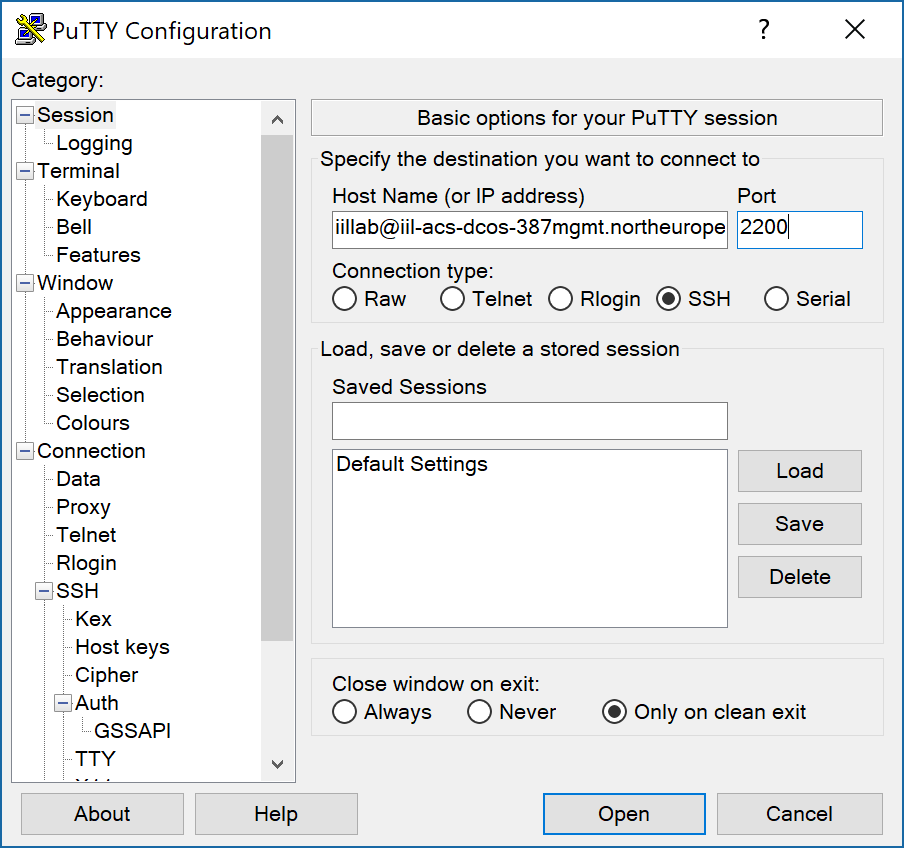 PuTTY Configuration
?
Category:
Session
Logging
Terminal
Keyboard
Bell
Features
Window
Appearance
Behaviour
Translation
Selection
Colours
Connection
Data
Proxy
Telnet
Rlogin
SSH
Kex
Host keys
Cipher
Auth
GSSAPI
TTY
Basic options for your PuTTY session
Specify the destination you want to connect to
Host Name (or IP address) Port
iillab@iil-acs-dcos-387mgmt.northeurope 2200
Connection type:
Raw Telnet Rlogin SSH Serial
Load, save or delete a stored session
Saved Sessions
Default Settings
Load
Save
Delete
Close window on exit:
Always Never Only on clean exit
About Help Open Cancel